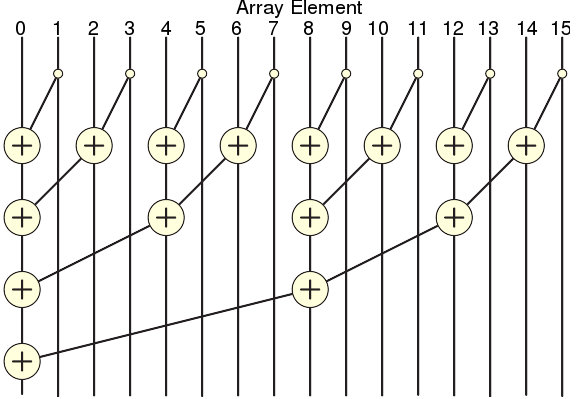 Array Element
0 1 2 3 4 5 6 7 8 9 10 11 12 13 14 15
+ + + + + + + +
+ + + +
+ +
+